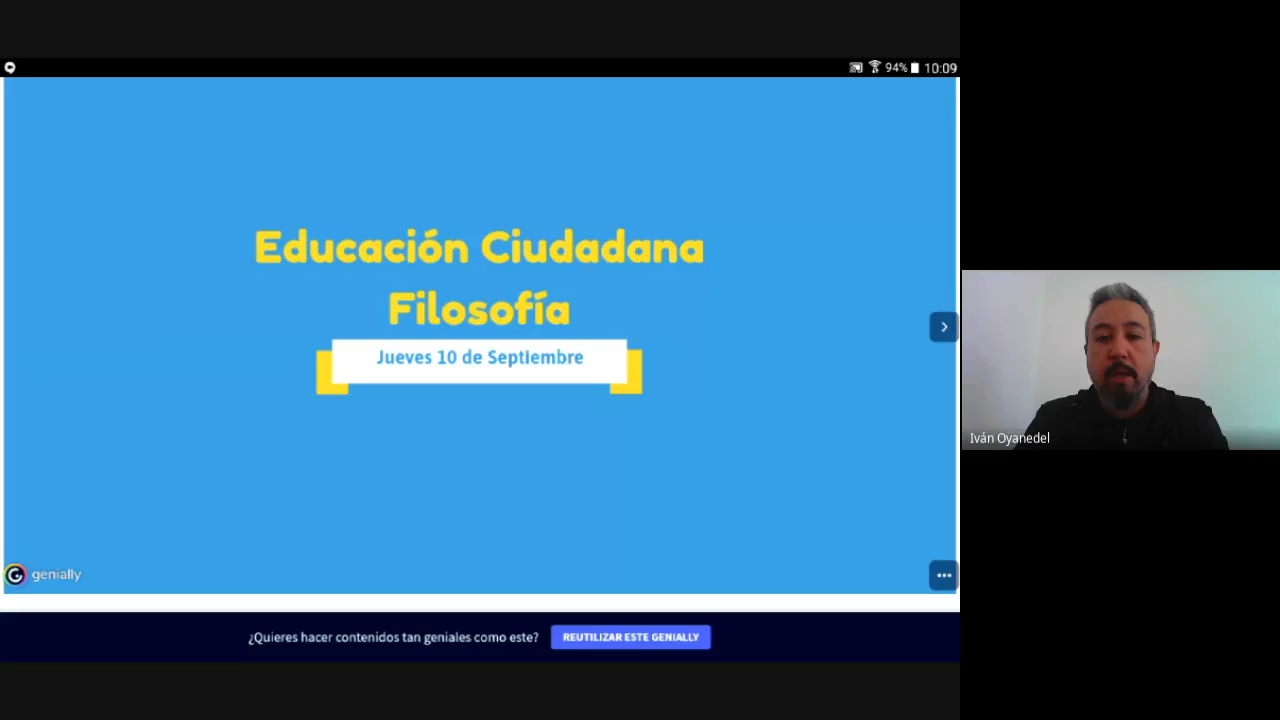 94% 10:09
Educación Ciudadana
Filosofía
Jueves 10 de Septiembre
Iván Oyanedel
genially
¿Quieres hacer contenidos tan geniales como este? REUTILIZAR ESTE GENIALLY